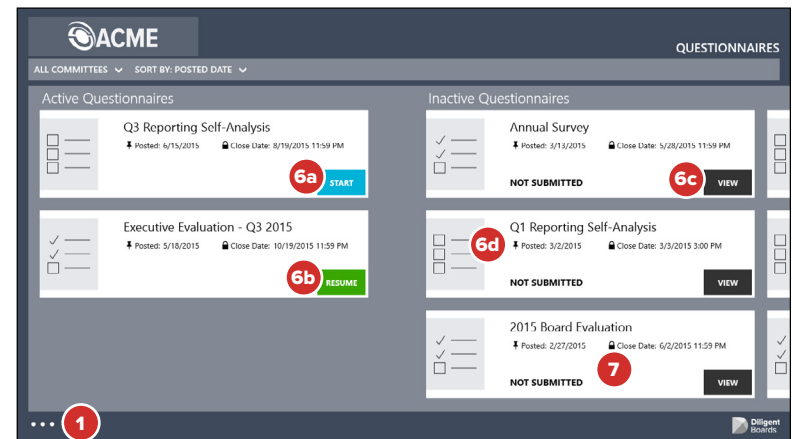 ACME
QUESTIONNAIRES
ALL COMMITTEES SORT BY: POSTED DATE
Active Questionnaires
Q3 Reporting Self-Analysis
Posted: 6/15/2015 Close Date: 8/19/2015 11:59 PM
6a START
Executive Evaluation - Q3 2015
Posted: 5/18/2015 Close Date: 10/19/2015 11:59 PM
6b RESUME
Inactive Questionnaires
Annual Survey
Posted: 3/13/2015 Close Date: 5/28/2015 11:59 PM
NOT SUBMITTED 6c VIEW
Q1 Reporting Self-Analysis
6d Posted: 3/2/2015 Close Date: 3/3/2015 3:00 PM
NOT SUBMITTED VIEW
2015 Board Evaluation
Posted: 2/27/2015 Close Date: 6/2/2015 11:59 PM
NOT SUBMITTED 7 VIEW
1
Diligent
Boards